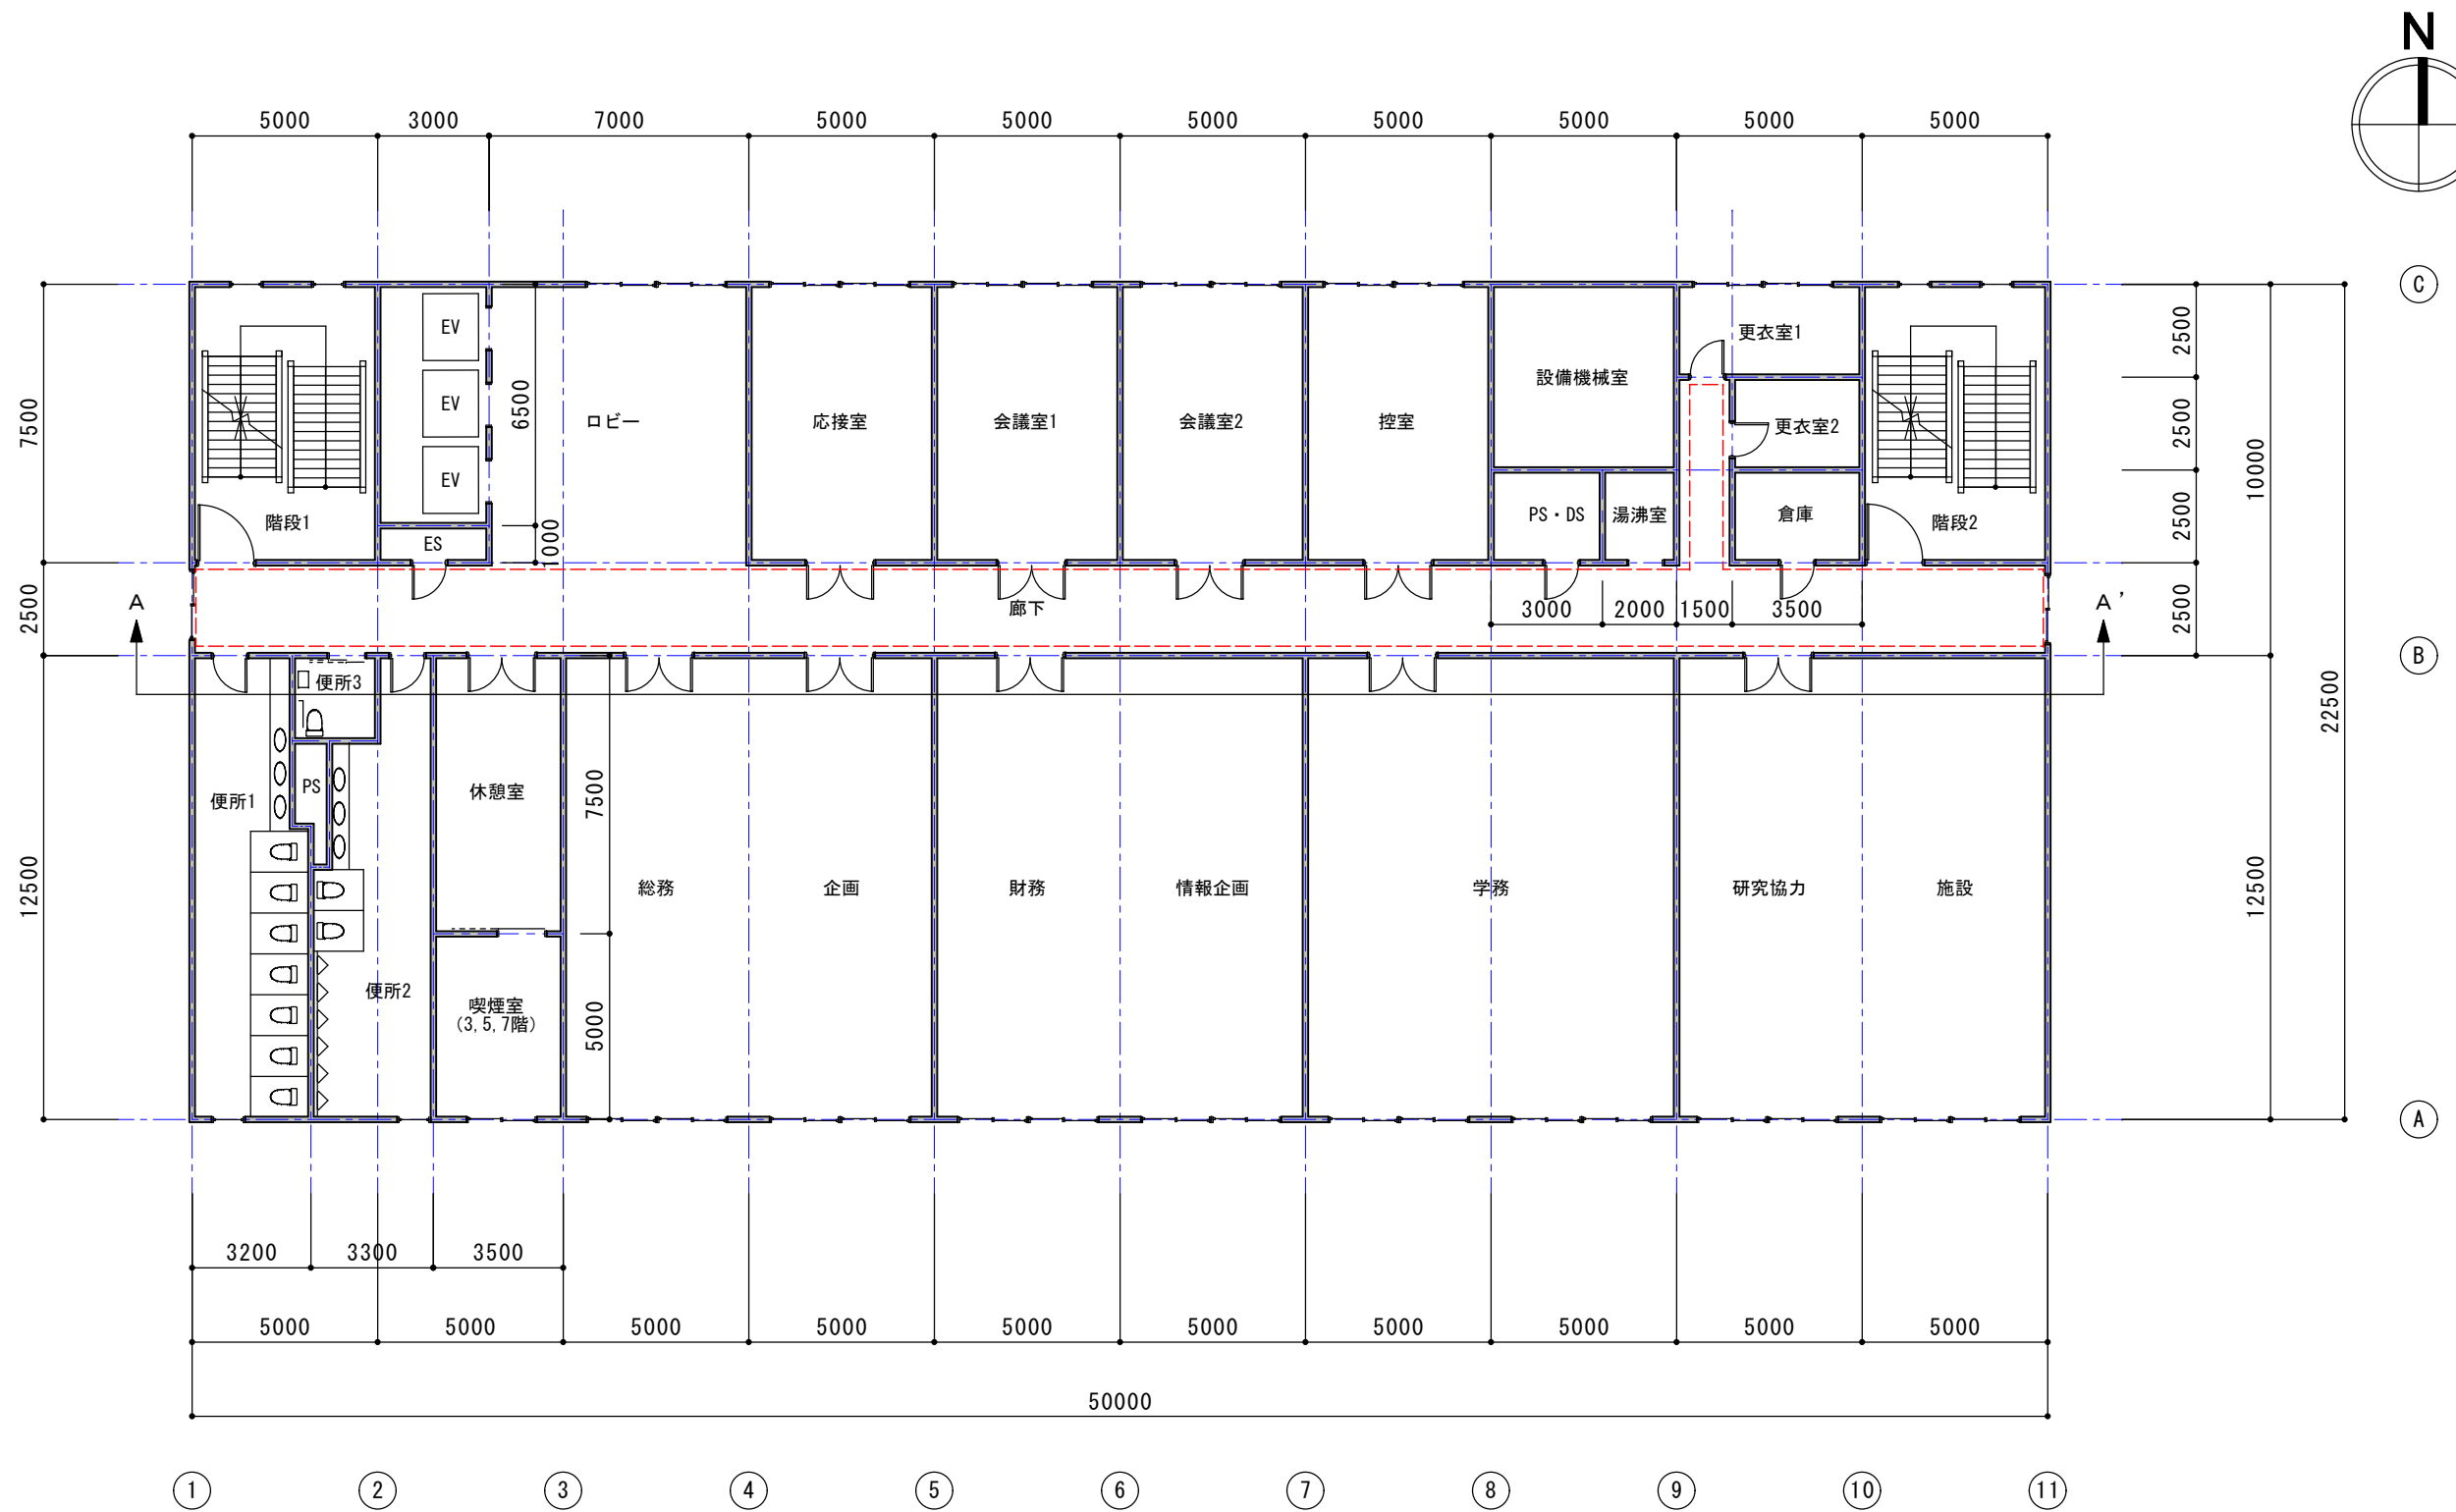 N
5000 3000 7000 5000 5000 5000 5000 5000 5000 5000
C
EV
更衣室1
2500
EV
設備機械室
7500
6500
ロビー
応接室
会議室1
会議室2
控室
更衣室2
2500
10000
EV
階段1
PS・DS
湯沸室
倉庫
階段2
2500
ES
1000
A
廊下
3000 2000 1500 3500
A'
2500
2500
B
便所3
22500
PS
便所1
休憩室
7500
12500
総務
企画
財務
情報企画
学務
研究協力
施設
12500
便所2
喫煙室
(3,5,7階)
5000
A
3200 3300 3500
5000 5000 5000 5000 5000 5000 5000 5000 5000 5000
50000
1 2 3 4 5 6 7 8 9 10 11